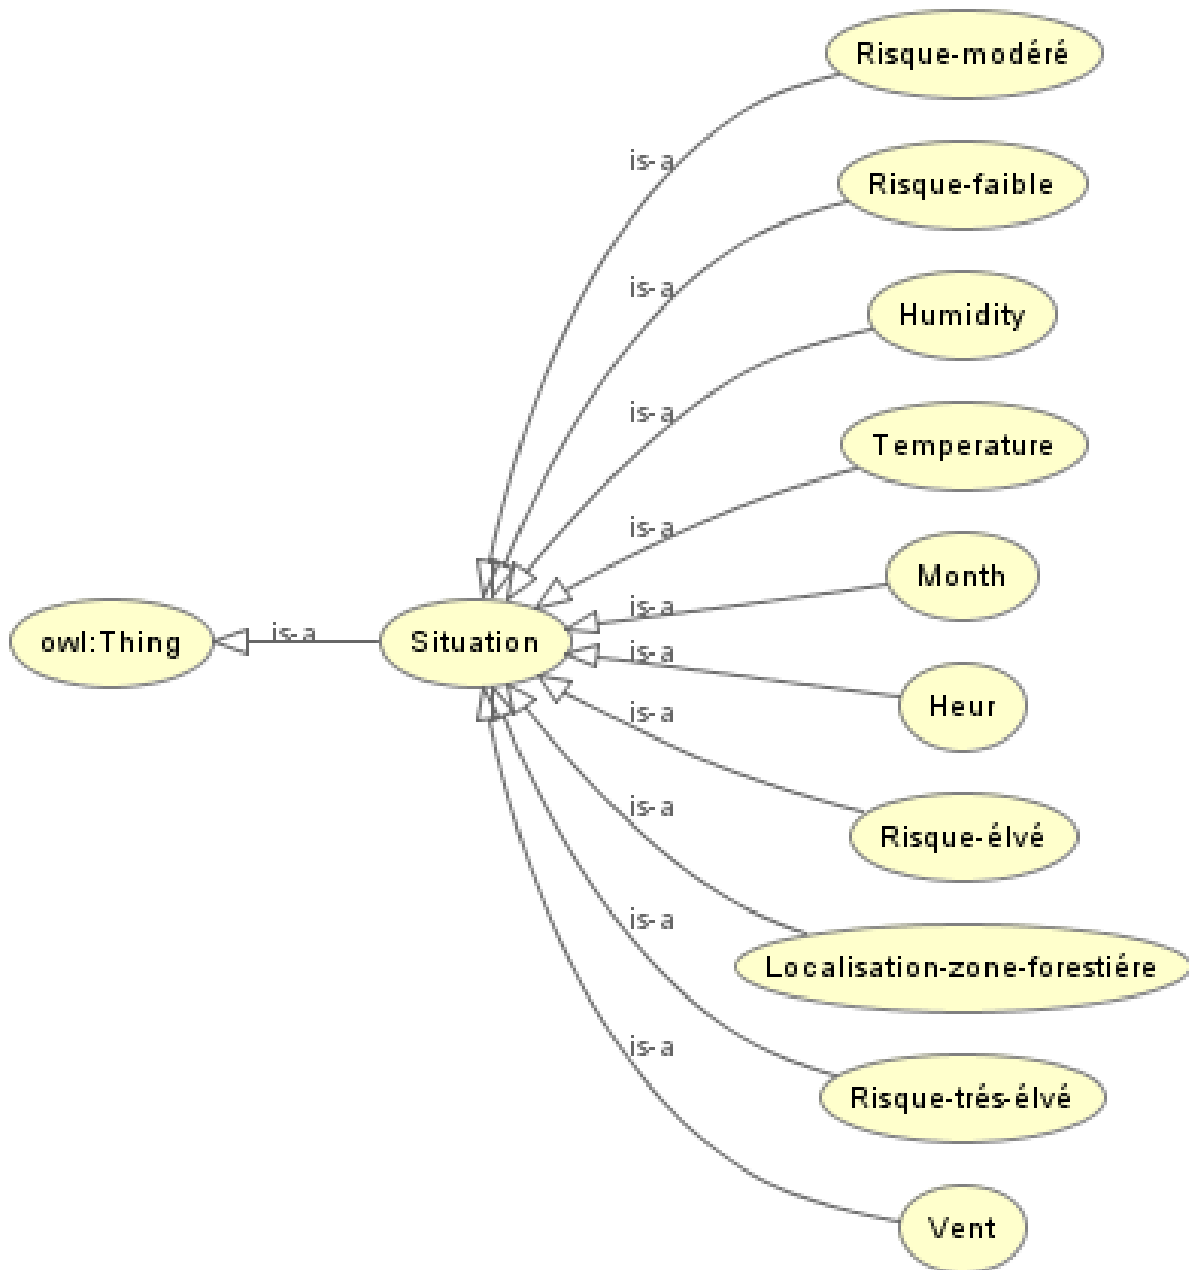 Risque-modéré
is-a
Risque-faible
is-a
Humidity
is-a
Temperature
is-a
Month
is-a
owl:Thing
is-a
Situation
is-a
Heur
is-a
Risque-élvé
is-a
Localisation-zone-forestiére
is-a
Risque-trés-élvé
is-a
Vent